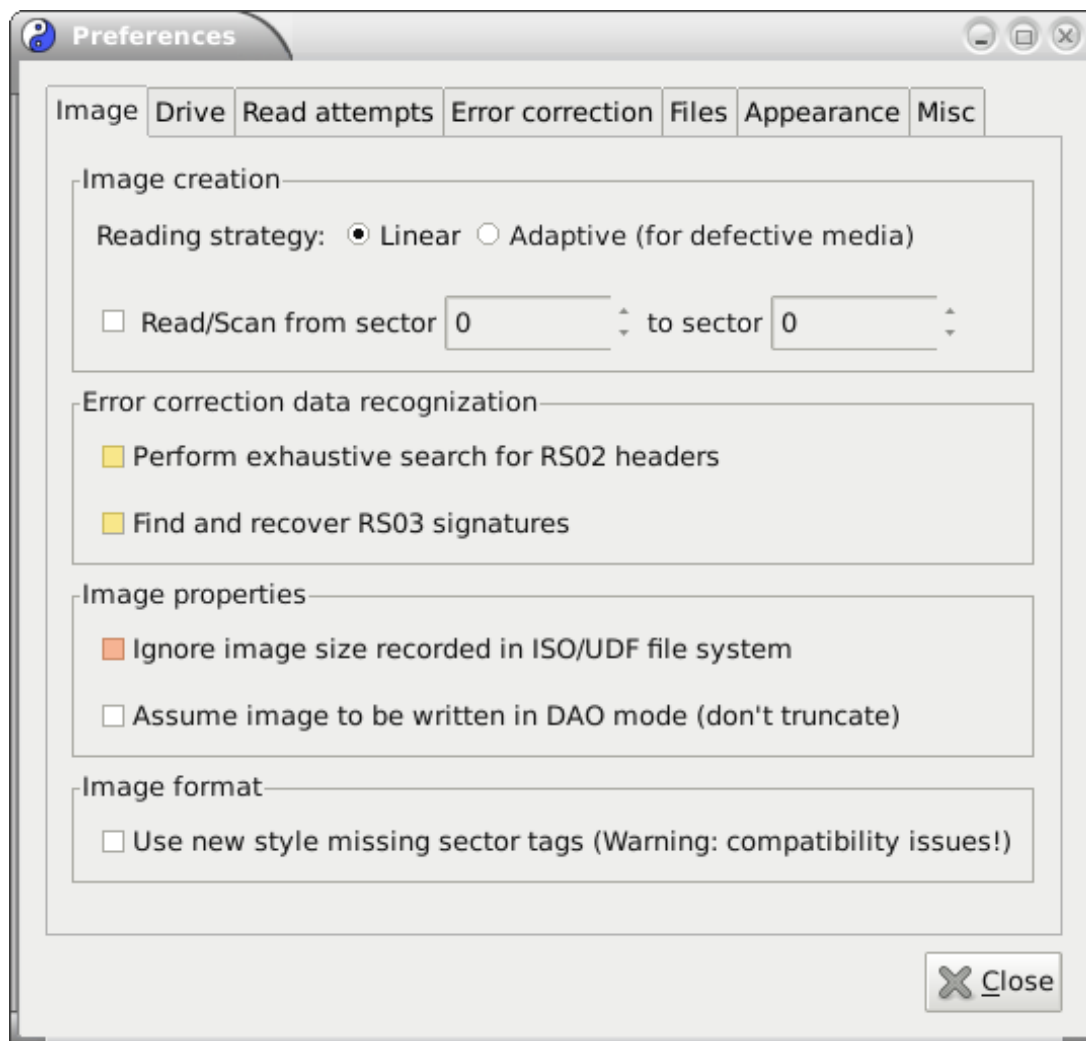 Preferences
Image Drive Read attempts Error correction Files Appearance Misc
Image creation
Reading strategy: Linear Adaptive (for defective media)
Read/Scan from sector 0 to sector 0
Error correction data recognization
Perform exhaustive search for RS02 headers
Find and recover RS03 signatures
Image properties
Ignore image size recorded in ISO/UDF file system
Assume image to be written in DAO mode (don't truncate)
Image format
Use new style missing sector tags (Warning: compatibility issues!)
Close